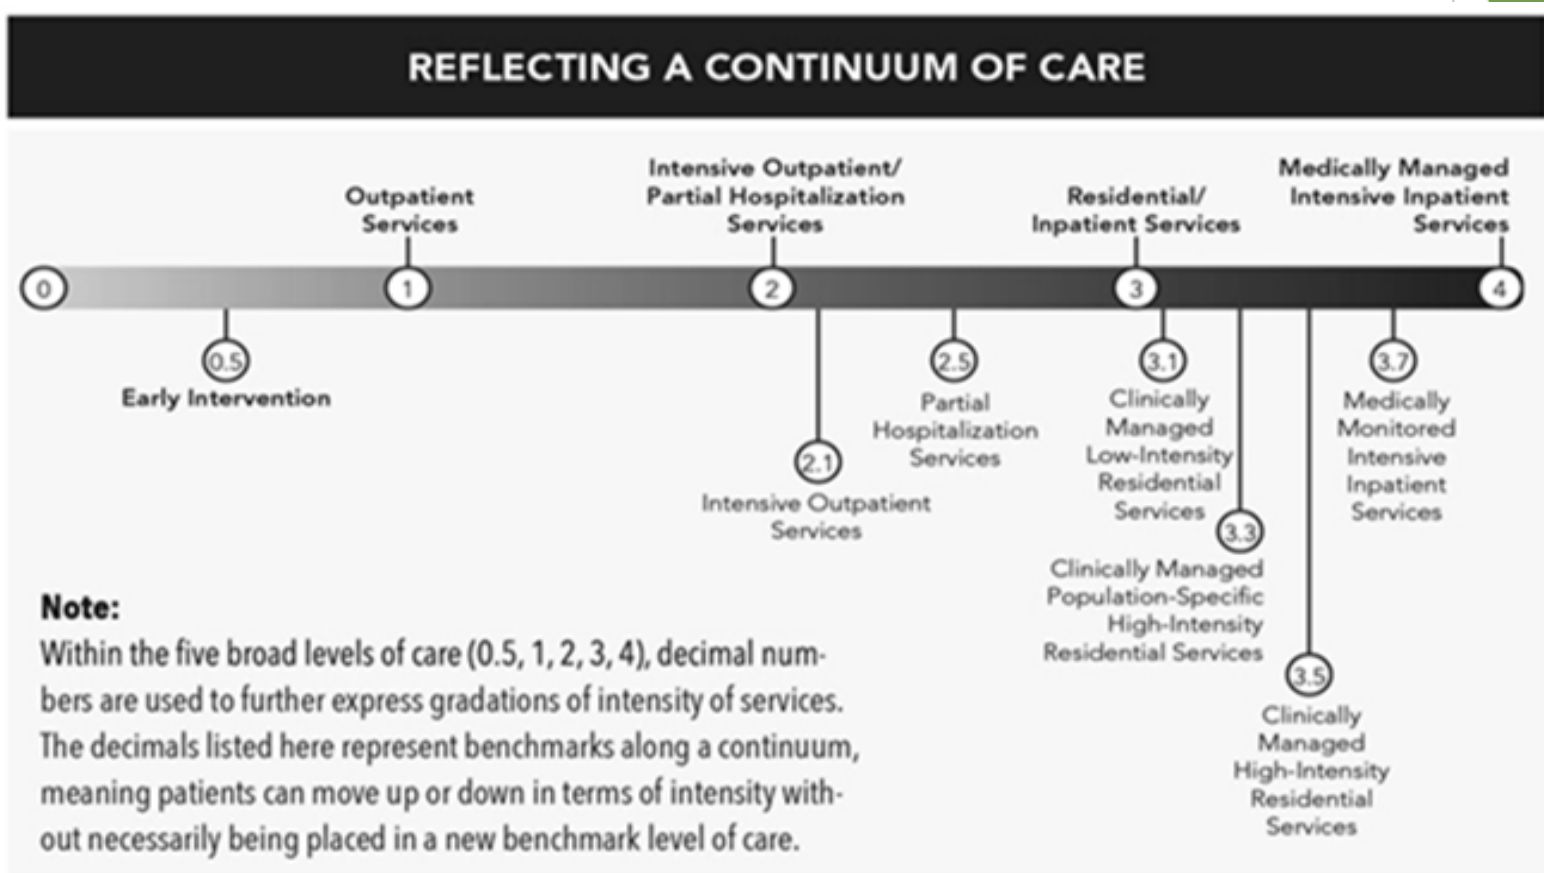 REFLECTING A CONTINUUM OF CARE
Outpatient
Services
Intensive Outpatient/
Partial Hospitalization
Services
Residential/
Inpatient Services
Medically Managed
Intensive Inpatient
Services
0
1
2
3
4
0.5
Early Intervention
2.1
Intensive Outpatient
Services
2.5
Partial
Hospitalization
Services
3.1
Clinically
Managed
Low-Intensity
Residential
Services
3.3
Clinically Managed
Population-Specific
High-Intensity
Residential Services
3.5
Clinically
Managed
High-Intensity
Residential
Services
3.7
Medically
Monitored
Intensive
Inpatient
Services
Note:
Within the five broad levels of care (0.5, 1, 2, 3, 4), decimal num-
bers are used to further express gradations of intensity of services.
The decimals listed here represent benchmarks along a continuum,
meaning patients can move up or down in terms of intensity with-
out necessarily being placed in a new benchmark level of care.